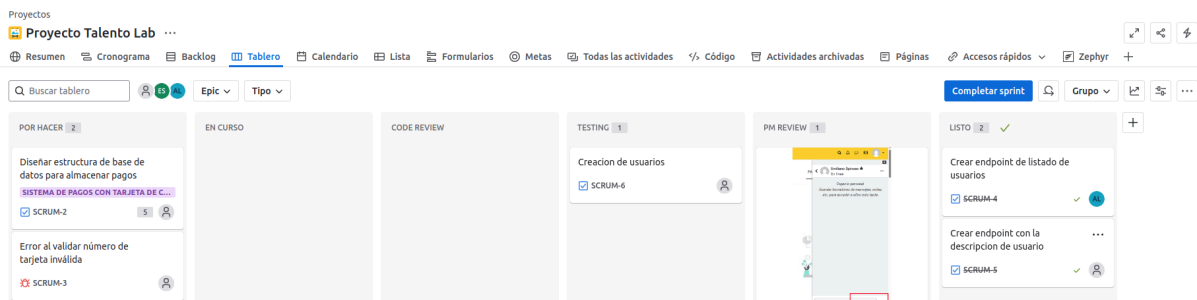 Proyectos
Proyecto Talento Lab
Resumen Cronograma Backlog Tablero Calendario Lista Formularios Metas Todas las actividades Código Actividades archivadas Páginas Accesos rápidos Zephyr
Buscar tablero ES AL Epic Tipo Completar sprint Grupo
POR HACER 2
Diseñar estructura de base de
datos para almacenar pagos
SISTEMA DE PAGOS CON TARJETA DE C...
SCRUM-2 5
Error al validar número de
tarjeta inválida
SCRUM-3
EN CURSO
CODE REVIEW
TESTING 1
Creacion de usuarios
SCRUM-6
PM REVIEW 1
LISTO 2
Crear endpoint de listado de
usuarios
SCRUM-4 AL
Crear endpoint con la
descripcion de usuario
SCRUM-5